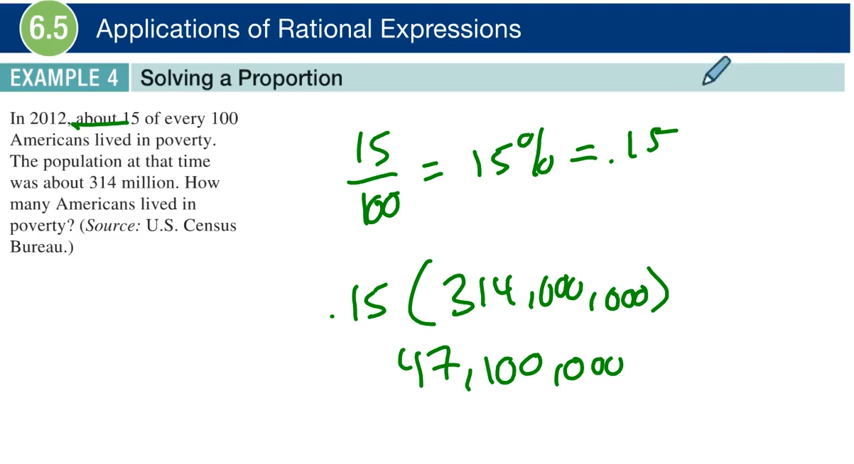 6.5 Applications of Rational Expressions
EXAMPLE 4 Solving a Proportion
In 2012, about 15 of every 100
Americans lived in poverty.
The population at that time
was about 314 million. How
many Americans lived in
poverty? (Source: U.S. Census
Bureau.)
15/100 = 15% = .15
.15 (314,000,000)
47,100,000